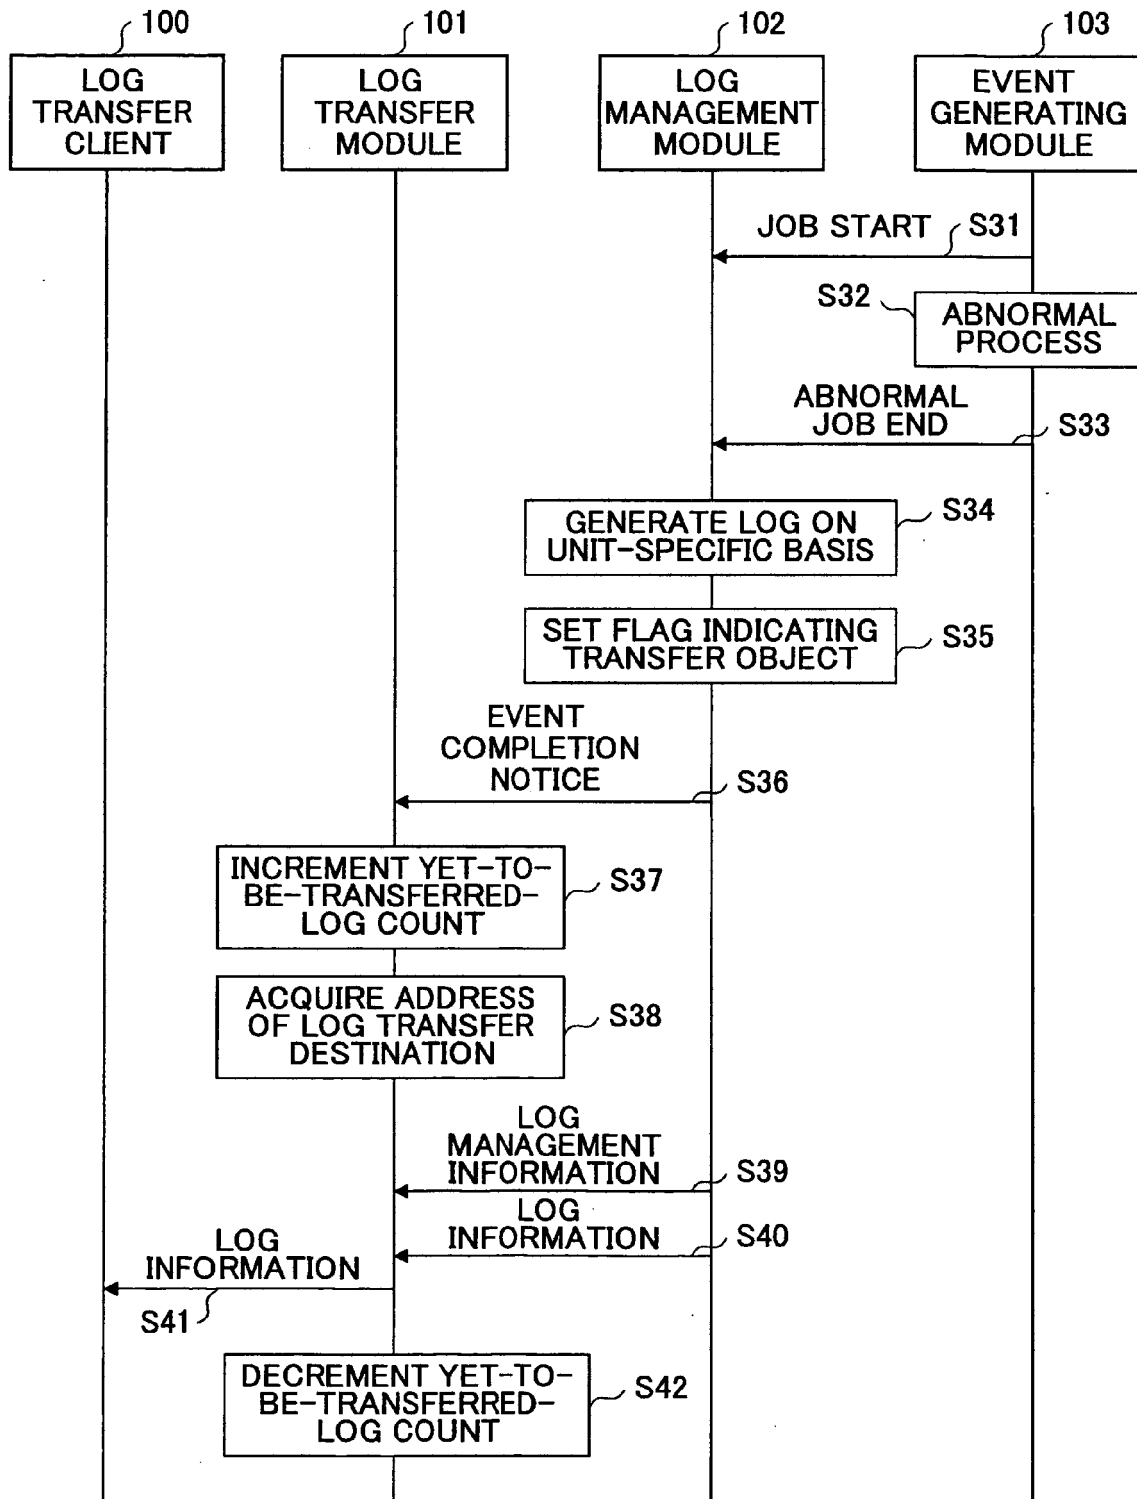 100
101
102
103
LOG
TRANSFER
CLIENT
LOG
TRANSFER
MODULE
LOG
MANAGEMENT
MODULE
EVENT
GENERATING
MODULE
JOB START
S31
S32
ABNORMAL
PROCESS
ABNORMAL
JOB END
S33
GENERATE LOG ON
UNIT-SPECIFIC BASIS
S34
SET FLAG INDICATING
TRANSFER OBJECT
S35
EVENT
COMPLETION
NOTICE
S36
INCREMENT YET-TO-
BE-TRANSFERRED-
LOG COUNT
S37
ACQUIRE ADDRESS
OF LOG TRANSFER
DESTINATION
S38
LOG
MANAGEMENT
INFORMATION
S39
LOG
INFORMATION
S40
LOG
INFORMATION
S41
DECREMENT YET-TO-
BE-TRANSFERRED-
LOG COUNT
S42